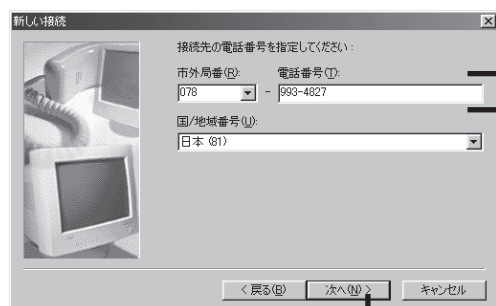 新しい接続
接続先の電話番号を指定してください:
市外局番(R): 電話番号(T):
078 - 993-4827
国/地域番号(U):
日本 (81)
< 戻る(B) 次へ(N) > キャンセル